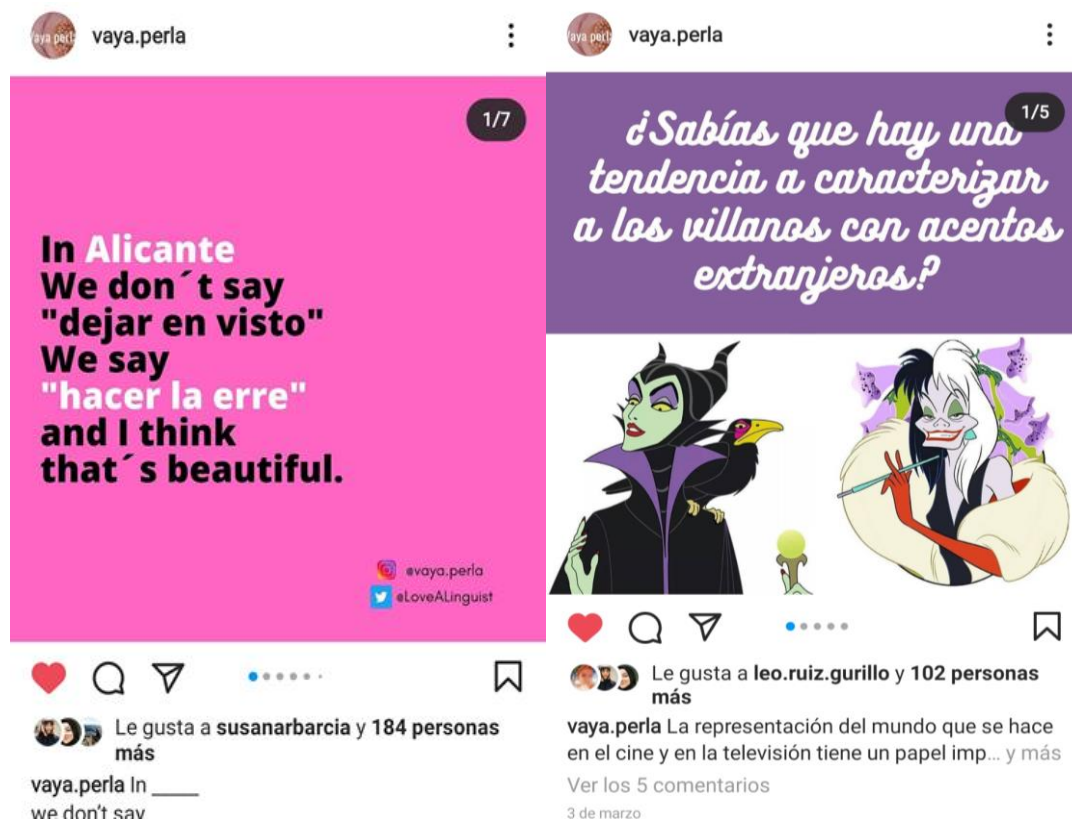 vaya.perla
1/7
In Alicante
We don´t say
"dejar en visto"
We say
"hacer la erre"
and I think
that´s beautiful.
@vaya.perla
@LoveALinguist
Le gusta a susanarbarcia y 184 personas
más
vaya.perla In _____
we don't say
vaya.perla
1/5
¿Sabías que hay una
tendencia a caracterizar
a los villanos con acentos
extranjeros?
Le gusta a leo.ruiz.gurillo y 102 personas
más
vaya.perla La representación del mundo que se hace
en el cine y en la televisión tiene un papel imp... y más
Ver los 5 comentarios
3 de marzo